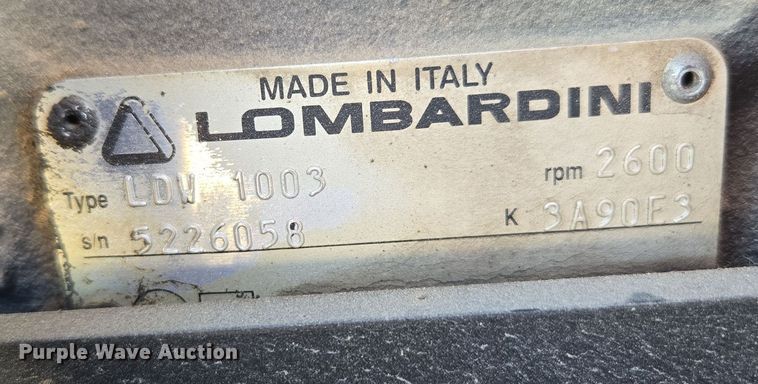 MADE IN ITALY
LOMBARDINI
Type LDW 1003 rpm 2600
s/n 5226058 K 3A90F3
Purple Wave Auction